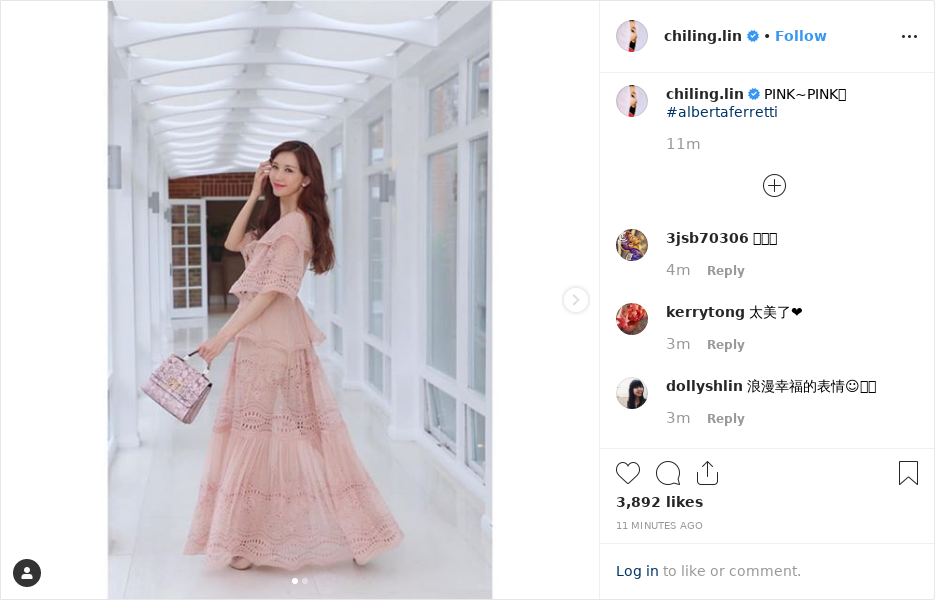 chiling.lin • Follow
chiling.lin PINK~PINK
#albertaferretti
11m
3jsb70306
4m Reply
kerrytong 太美了❤
3m Reply
dollyshlin 浪漫幸福的表情☺
3m Reply
3,892 likes
11 MINUTES AGO
Log in to like or comment.